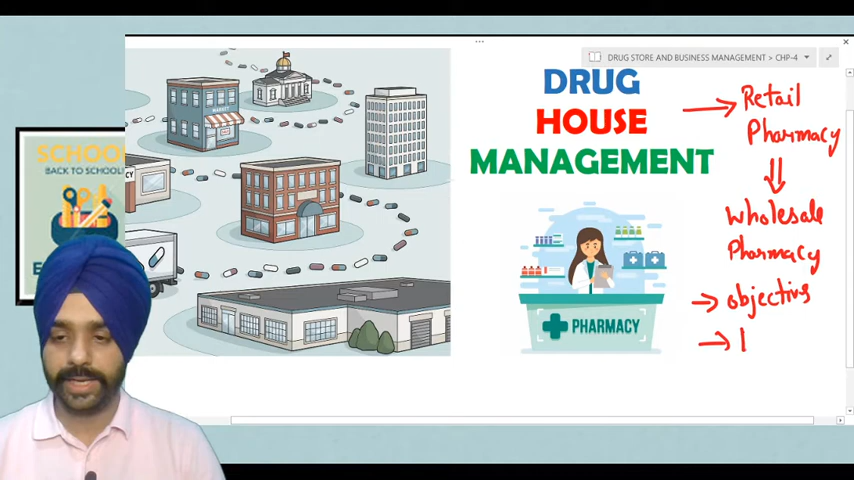 DRUG STORE AND BUSINESS MANAGEMENT > CHP-4
DRUG
HOUSE
MANAGEMENT
Retail
Pharmacy
wholesale
Pharmacy
objectives
PHARMACY
MARKET
SCHOOL
BACK TO SCHOOL